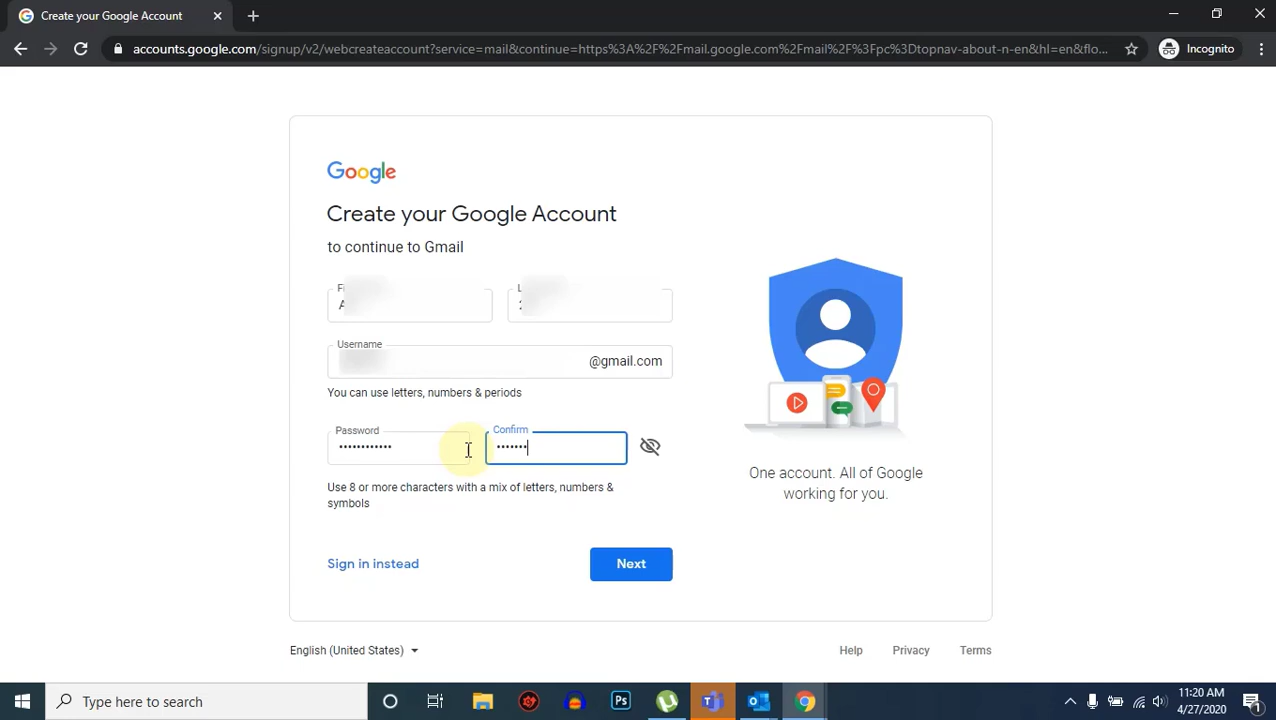 Create your Google Account
accounts.google.com/signup/v2/webcreateaccount?service=mail&continue=https%3A%2F%2Fmail.google.com%2Fmail%2F%3Fpc%3Dtopnav-about-n-en&hl=en&flo...
Incognito
Google
Create your Google Account
to continue to Gmail
Username
@gmail.com
You can use letters, numbers & periods
Password
Confirm
••••••••••••
•••••••
Use 8 or more characters with a mix of letters, numbers &
symbols
Sign in instead
Next
One account. All of Google
working for you.
English (United States)
Help
Privacy
Terms
Type here to search
Ps
11:20 AM
4/27/2020